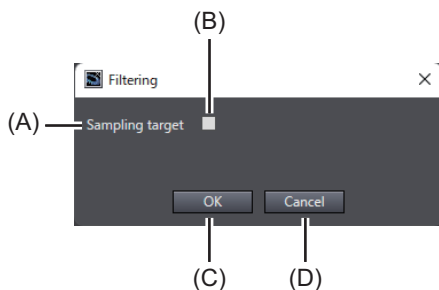 (B)
Filtering
(A) Sampling target
OK Cancel
(C) (D)